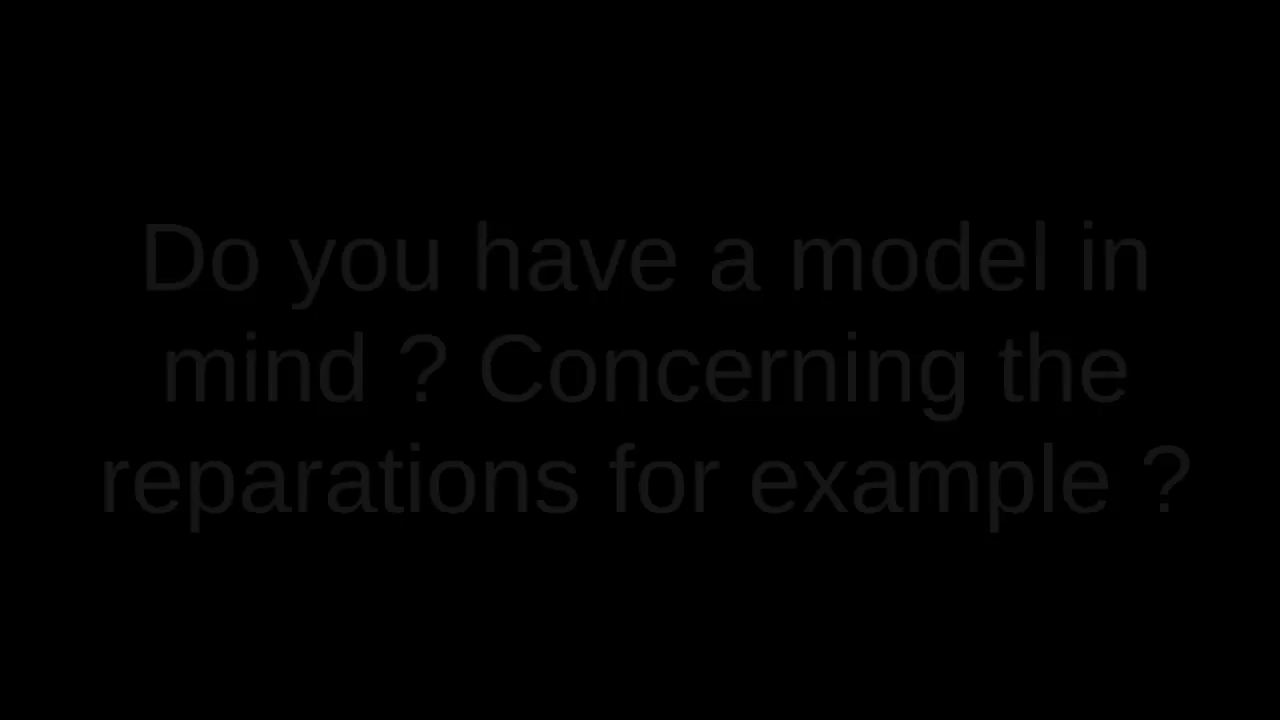 Do you have a model in
mind ? Concerning the
reparations for example ?